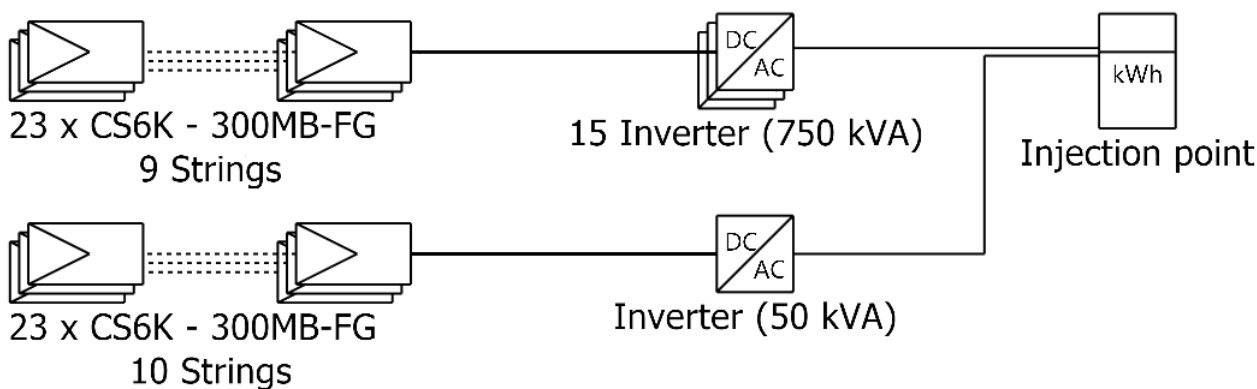 DC
AC
kWh
23 x CS6K - 300MB-FG
9 Strings
15 Inverter (750 kVA)
Injection point
DC
AC
23 x CS6K - 300MB-FG
10 Strings
Inverter (50 kVA)